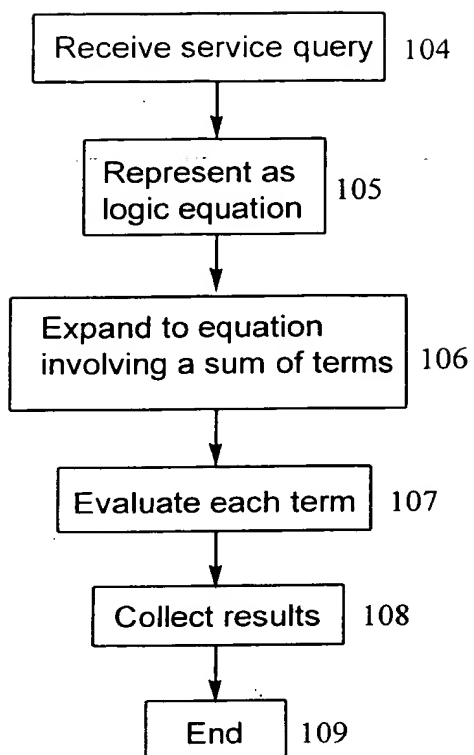 Receive service query 104
Represent as
logic equation 105
Expand to equation
involving a sum of terms 106
Evaluate each term 107
Collect results 108
End 109